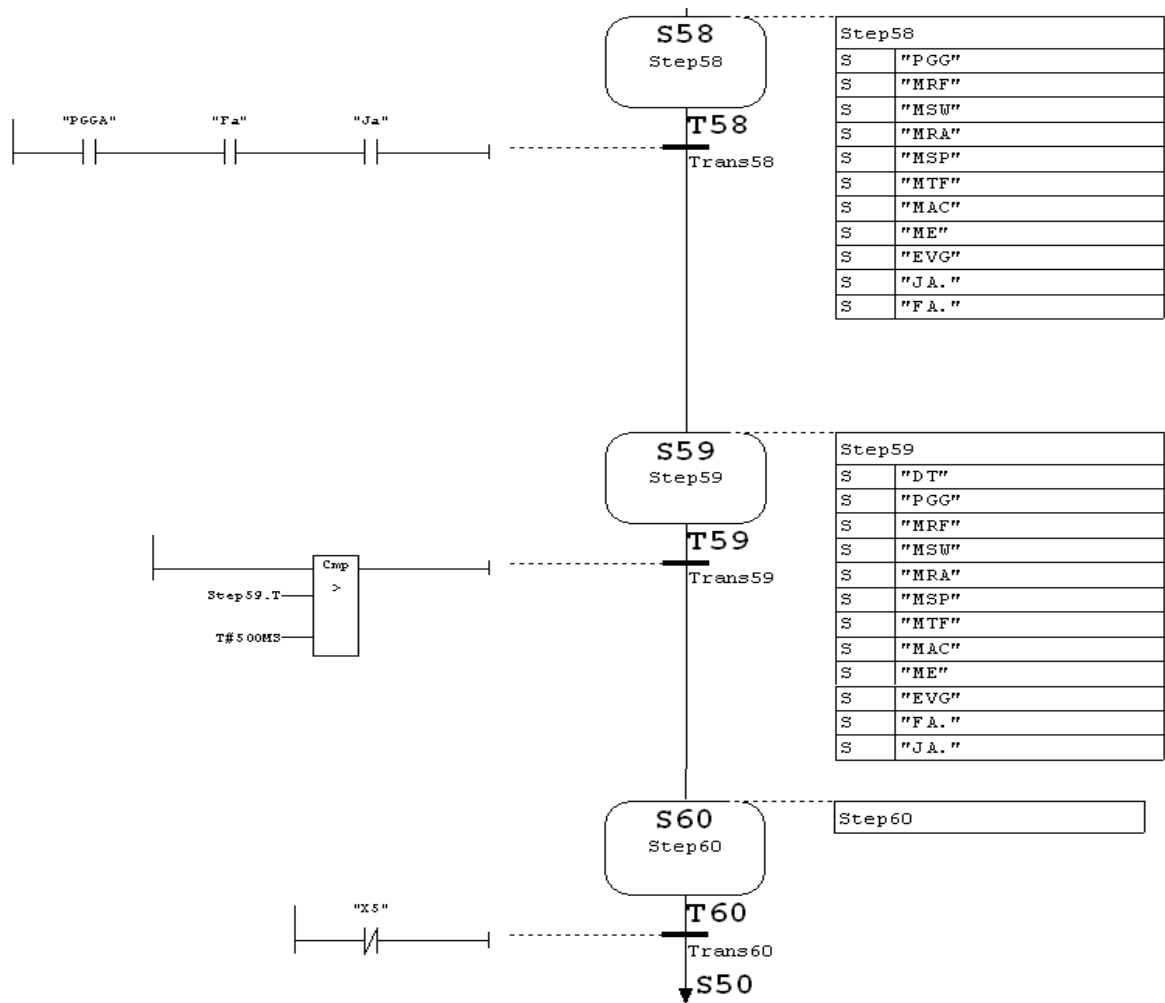 S58
Step58
Step58
S "PGG"
S "MRF"
S "MSW"
S "MRA"
S "MSP"
S "MTF"
S "MAC"
S "ME"
S "EVG"
S "JA."
S "FA."
"PGGA" "Fa" "Ja"
T58
Trans58
S59
Step59
Step59
S "DT"
S "PGG"
S "MRF"
S "MSW"
S "MRA"
S "MSP"
S "MTF"
S "MAC"
S "ME"
S "EVG"
S "FA."
S "JA."
T59
Trans59
Cmp
>
Step59.T
T#500MS
S60
Step60
Step60
"X5"
T60
Trans60
S50